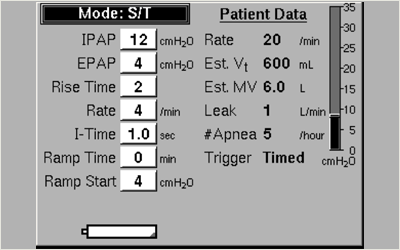 Mode: S/T Patient Data 35
IPAP 12 cmH2O Rate 20 /min 30
EPAP 4 cmH2O Est. Vt 600 mL 25
Rise Time 2 Est. MV 6.0 L 20
Rate 4 /min Leak 1 L/min 15
I-Time 1.0 sec #Apnea 5 /hour 10
Ramp Time 0 min Trigger Timed 5
Ramp Start 4 cmH2O 0
cmH2O